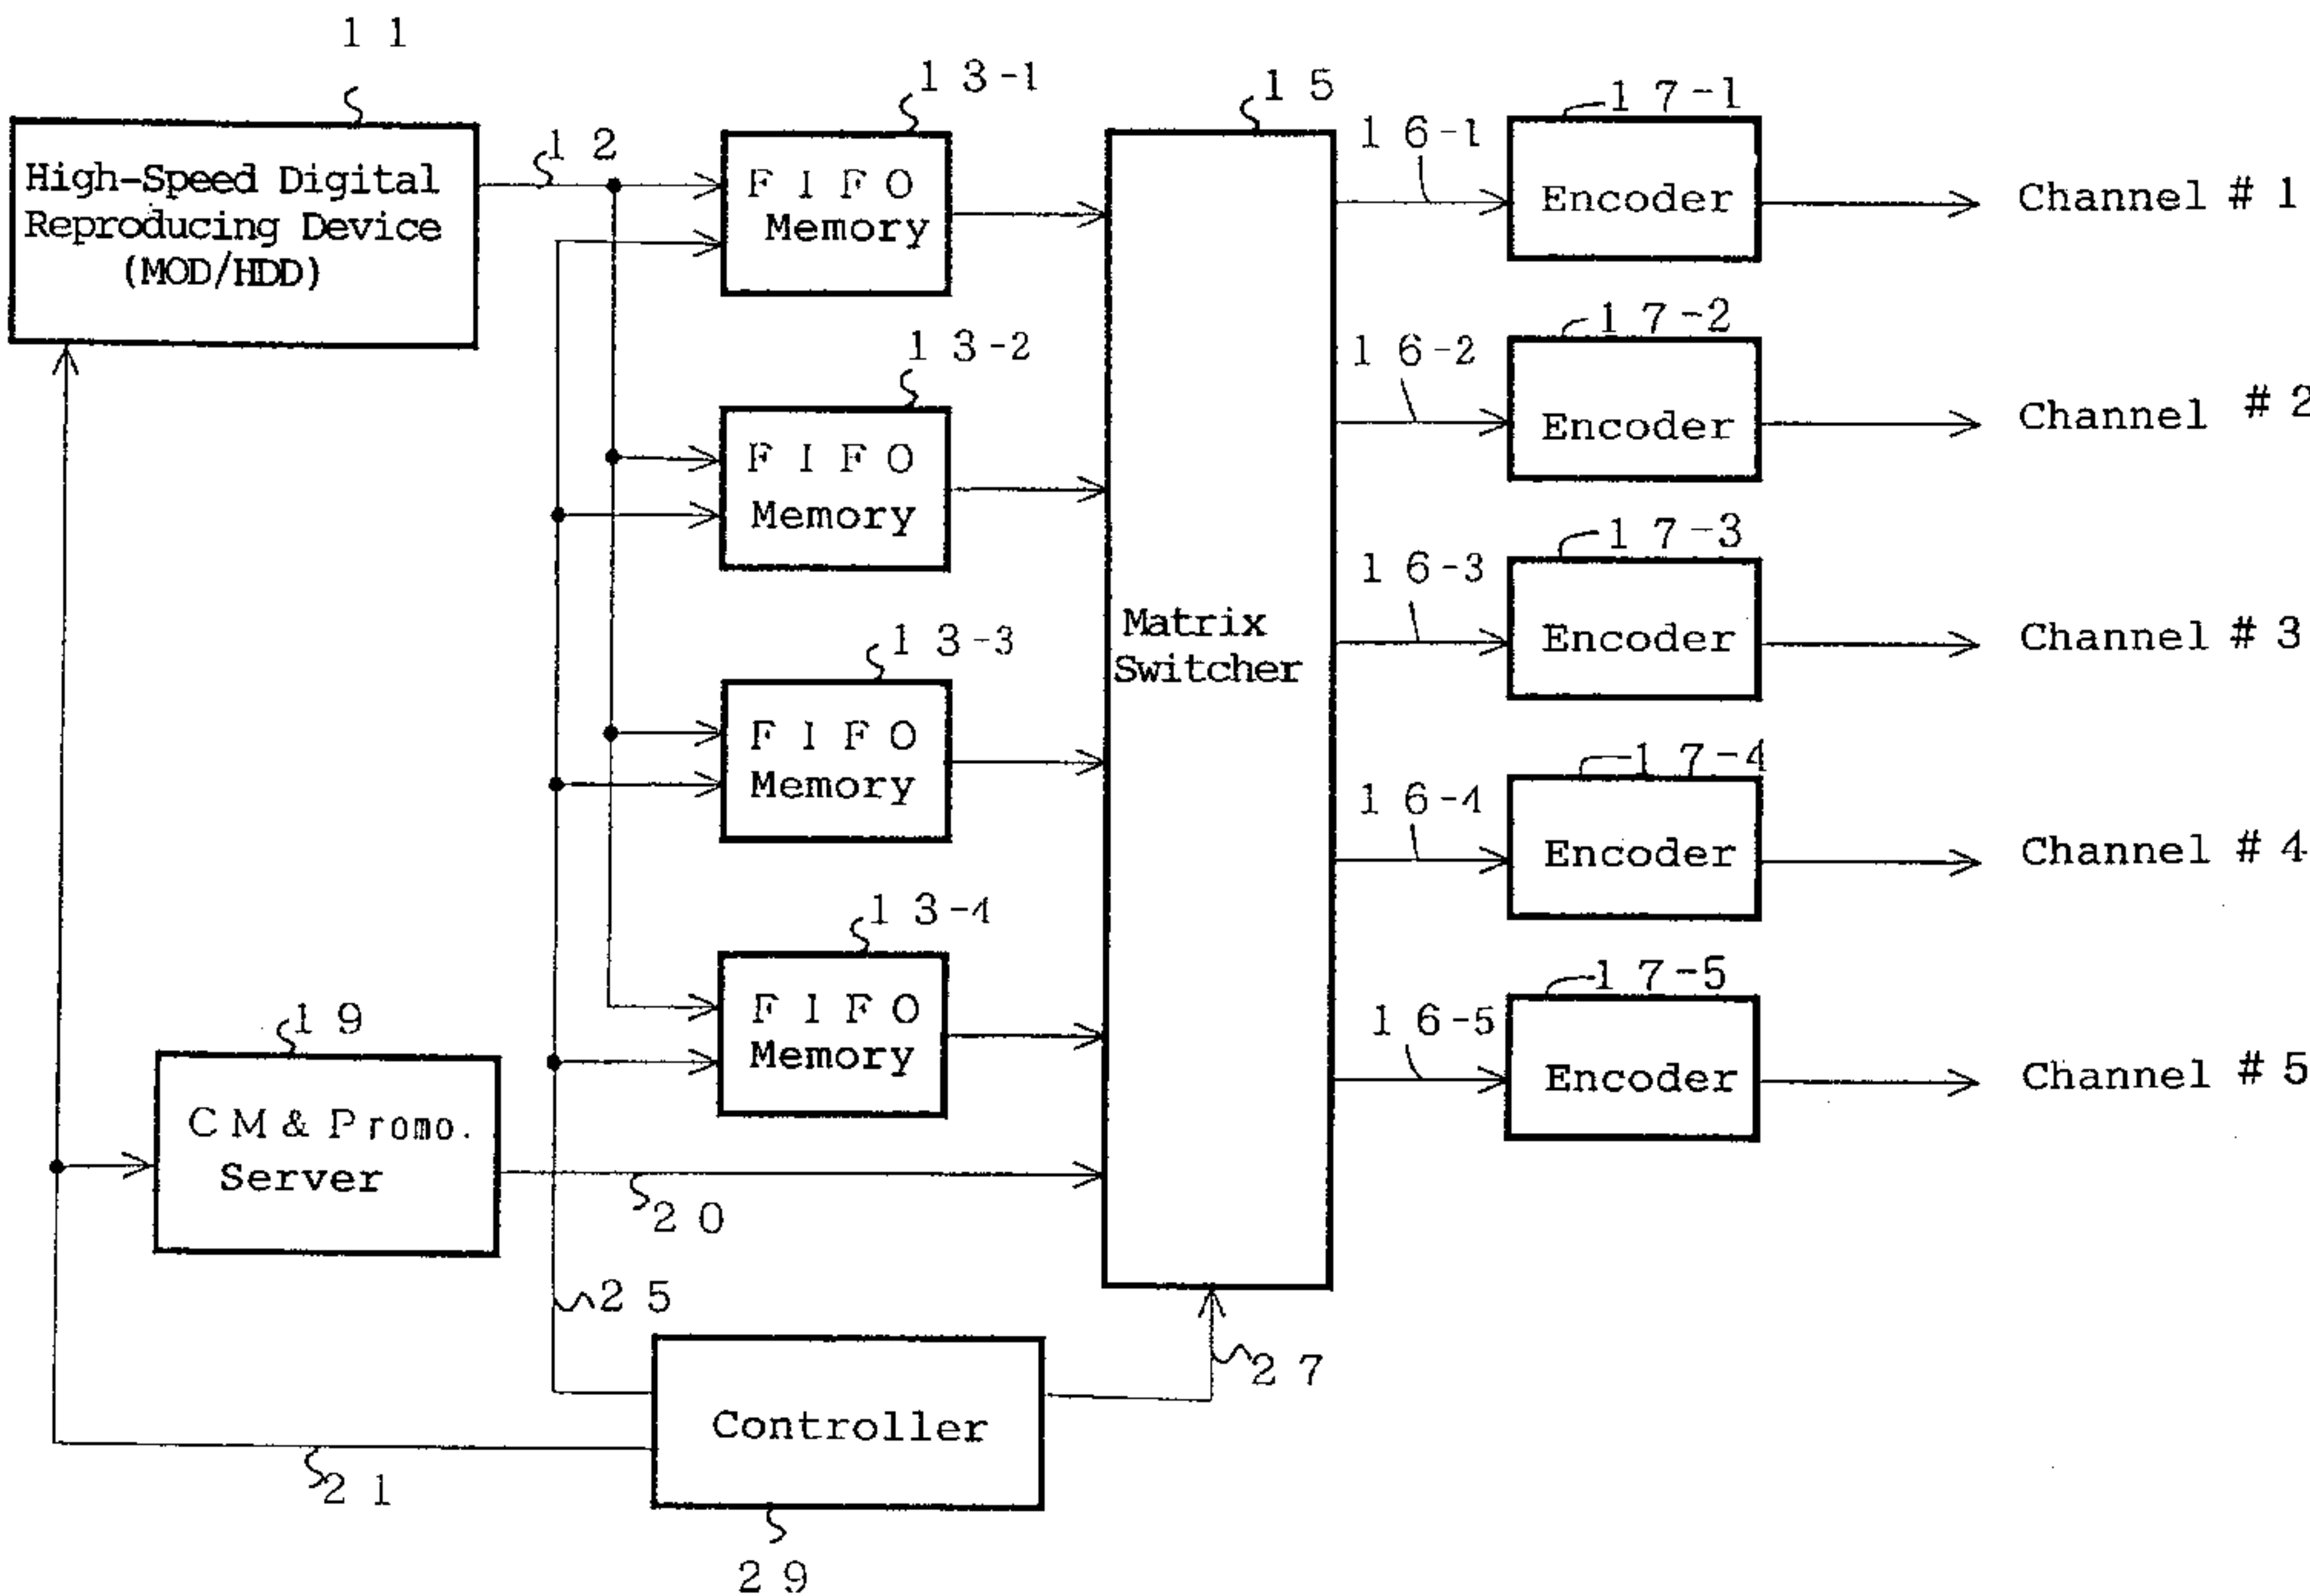 11
High-Speed Digital
Reproducing Device
(MOD/HDD)
12
13-1
FIFO
Memory
13-2
FIFO
Memory
13-3
FIFO
Memory
13-4
FIFO
Memory
15
Matrix
Switcher
16-1
17-1
Encoder
Channel #1
16-2
17-2
Encoder
Channel #2
16-3
17-3
Encoder
Channel #3
16-4
17-4
Encoder
Channel #4
16-5
17-5
Encoder
Channel #5
19
CM&Promo.
Server
20
25
27
Controller
21
29